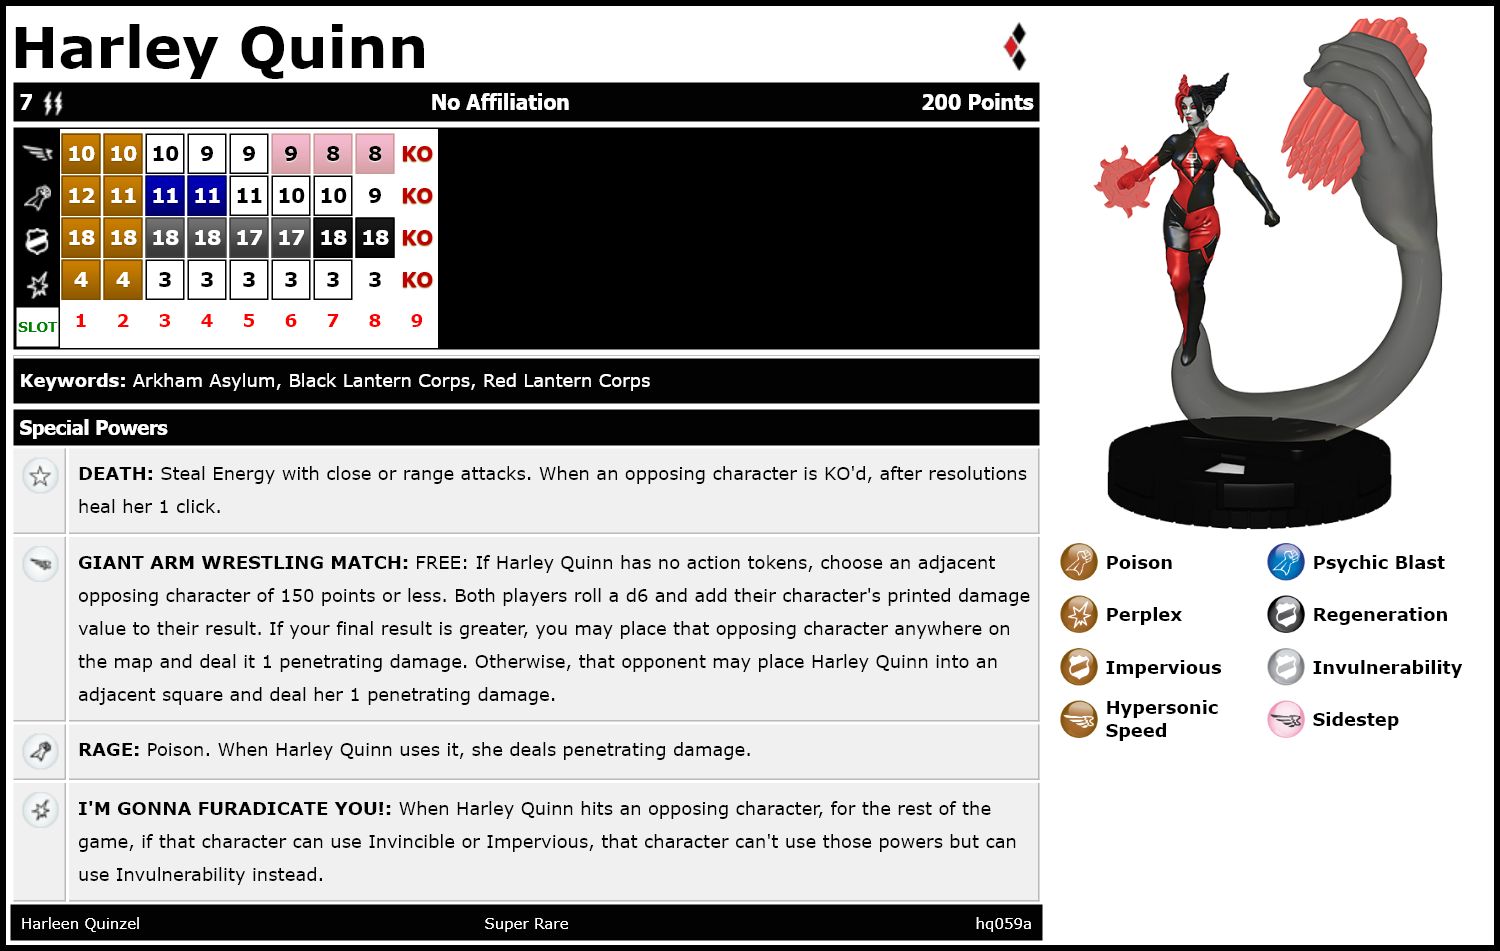 Harley Quinn
7 No Affiliation 200 Points
10 10 10 9 9 9 8 8 KO
12 11 11 11 11 10 10 9 KO
18 18 18 18 17 17 18 18 KO
4 4 3 3 3 3 3 3 KO
SLOT 1 2 3 4 5 6 7 8 9
Keywords: Arkham Asylum, Black Lantern Corps, Red Lantern Corps
Special Powers
DEATH: Steal Energy with close or range attacks. When an opposing character is KO'd, after resolutions
heal her 1 click.
GIANT ARM WRESTLING MATCH: FREE: If Harley Quinn has no action tokens, choose an adjacent
opposing character of 150 points or less. Both players roll a d6 and add their character's printed damage
value to their result. If your final result is greater, you may place that opposing character anywhere on
the map and deal it 1 penetrating damage. Otherwise, that opponent may place Harley Quinn into an
adjacent square and deal her 1 penetrating damage.
RAGE: Poison. When Harley Quinn uses it, she deals penetrating damage.
I'M GONNA FURADICATE YOU!: When Harley Quinn hits an opposing character, for the rest of the
game, if that character can use Invincible or Impervious, that character can't use those powers but can
use Invulnerability instead.
Harleen Quinzel Super Rare hq059a
Poison Psychic Blast
Perplex Regeneration
Impervious Invulnerability
Hypersonic
Speed Sidestep